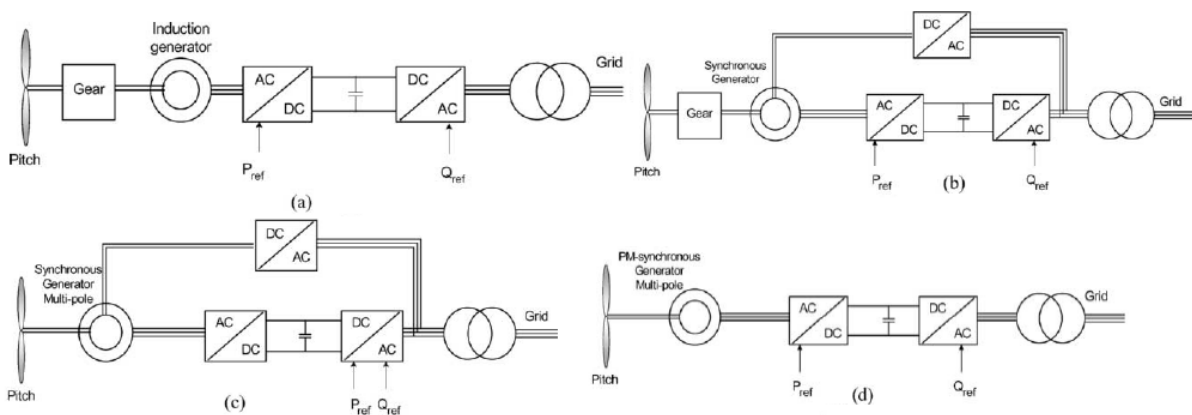 Induction
generator
Gear
AC
DC
DC
AC
Grid
Pitch
Pref
Qref
(a)
DC
AC
Synchronous
Generator
Gear
AC
DC
DC
AC
Grid
Pitch
Pref
Qref
(b)
DC
AC
Synchronous
Generator
Multi-pole
AC
DC
DC
AC
Grid
Pitch
Pref
Qref
(c)
PM-synchronous
Generator
Multi-pole
AC
DC
DC
AC
Grid
Pitch
Pref
Qref
(d)